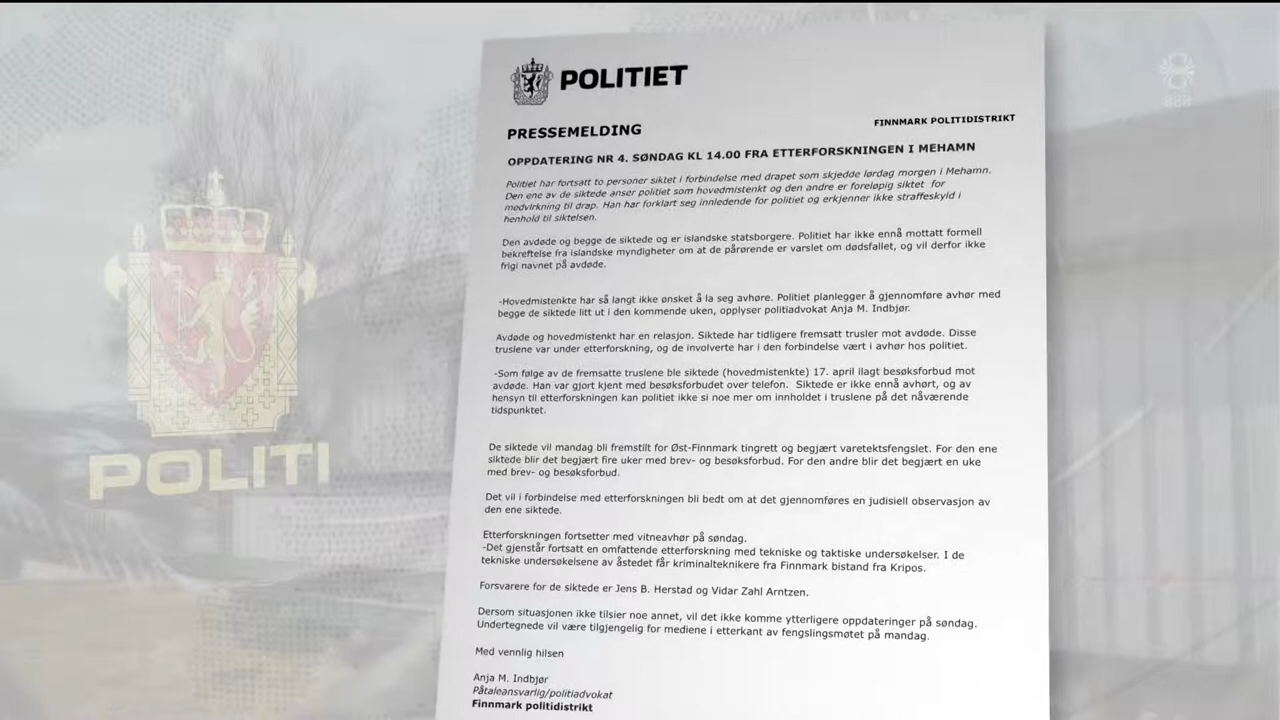 POLITIET
FINNMARK POLITIDISTRIKT
PRESSEMELDING
OPPDATERING NR 4. SØNDAG KL 14.00 FRA ETTERFORSKNINGEN I MEHAMN
Politiet har fortsatt to personer siktet i forbindelse med drapet som skjedde lørdag morgen i Mehamn.
Den ene av de siktede anser politiet som hovedmistenkt og den andre er foreløpig siktet for
medvirkning til drap. Han har forklart seg innledende for politiet og erkjenner ikke straffeskyld i
henhold til siktelsen.
Den avdøde og begge de siktede og er islandske statsborgere. Politiet har ikke ennå mottatt formell
bekreftelse fra islandske myndigheter om at de pårørende er varslet om dødsfallet, og vil derfor ikke
frigi navnet på avdøde.
-Hovedmistenkte har så langt ikke ønsket å la seg avhøre. Politiet planlegger å gjennomføre avhør med
begge de siktede litt ut i den kommende uken, opplyser politiadvokat Anja M. Indbjør.
Avdøde og hovedmistenkt har en relasjon. Siktede har tidligere fremsatt trusler mot avdøde. Disse
truslene var under etterforskning, og de involverte har i den forbindelse vært i avhør hos politiet.
-Som følge av de fremsatte truslene ble siktede (hovedmistenkte) 17. april ilagt besøksforbud mot
avdøde. Han var gjort kjent med besøksforbudet over telefon. Siktede er ikke ennå avhørt, og av
hensyn til etterforskningen kan politiet ikke si noe mer om innholdet i truslene på det nåværende
tidspunktet.
De siktede vil mandag bli fremstilt for Øst-Finnmark tingrett og begjært varetektsfengslet. For den ene
siktede blir det begjært fire uker med brev- og besøksforbud. For den andre blir det begjært en uke
med brev- og besøksforbud.
Det vil i forbindelse med etterforskningen bli bedt om at det gjennomføres en judisiell observasjon av
den ene siktede.
Etterforskningen fortsetter med vitneavhør på søndag.
-Det gjenstår fortsatt en omfattende etterforskning med tekniske og taktiske undersøkelser. I de
tekniske undersøkelsene av åstedet får kriminalteknikere fra Finnmark bistand fra Kripos.
Forsvarere for de siktede er Jens B. Herstad og Vidar Zahl Arntzen.
Dersom situasjonen ikke tilsier noe annet, vil det ikke komme ytterligere oppdateringer på søndag.
Undertegnede vil være tilgjengelig for mediene i etterkant av fengslingsmøtet på mandag.
Med vennlig hilsen
Anja M. Indbjør
Påtaleansvarlig/politiadvokat
Finnmark politidistrikt
POLITI
888